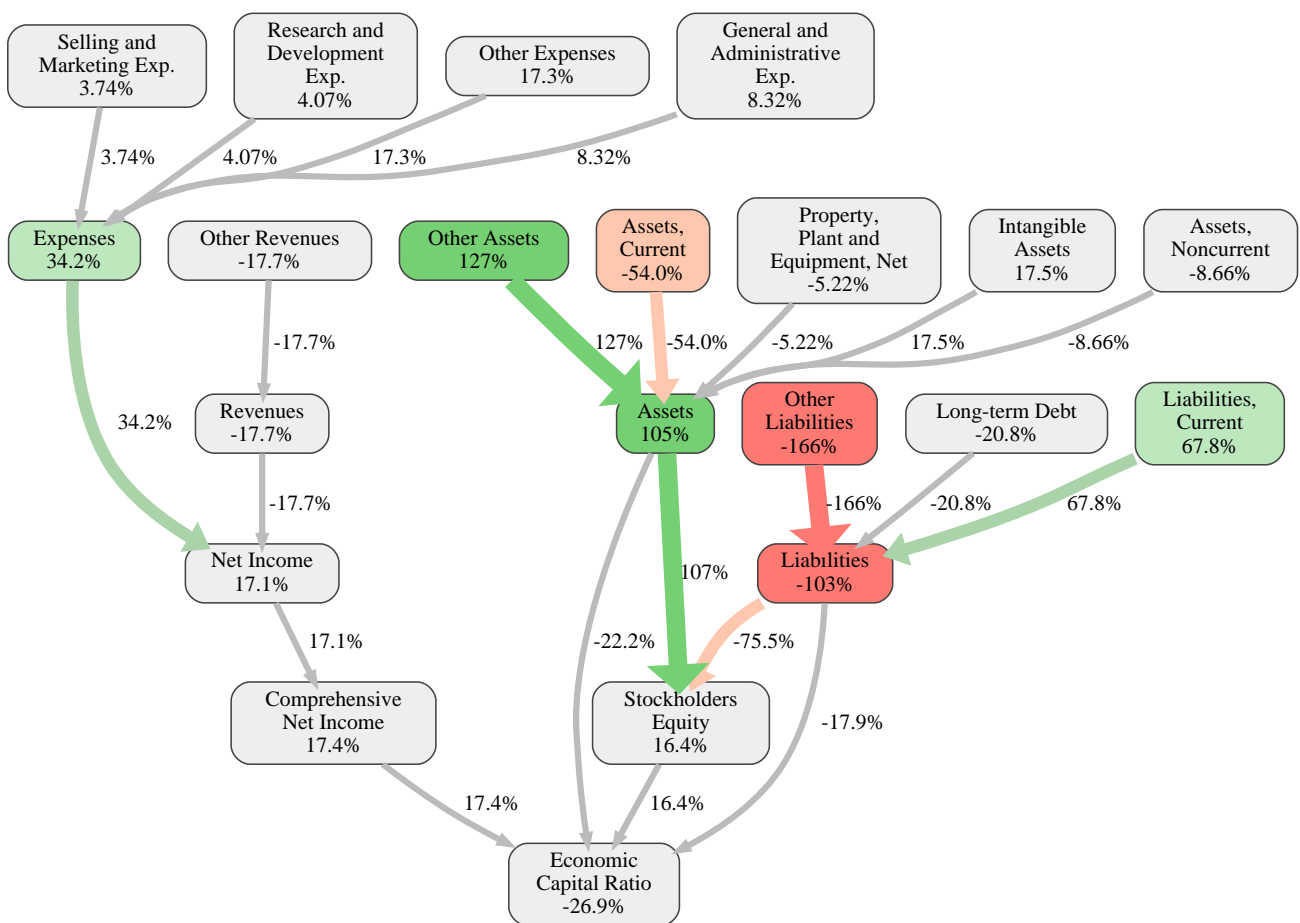 Selling and
Marketing Exp.
3.74%
Research and
Development
Exp.
4.07%
Other Expenses
17.3%
General and
Administrative
Exp.
8.32%
3.74%
4.07%
17.3%
8.32%
Expenses
34.2%
Other Revenues
-17.7%
Other Assets
127%
Assets,
Current
-54.0%
Property,
Plant and
Equipment, Net
-5.22%
Intangible
Assets
17.5%
Assets,
Noncurrent
-8.66%
-17.7%
127%
-54.0%
-5.22%
17.5%
-8.66%
34.2%
Revenues
-17.7%
Assets
105%
Other
Liabilities
-166%
Long-term Debt
-20.8%
Liabilities,
Current
67.8%
-17.7%
-166%
-20.8%
67.8%
Net Income
17.1%
107%
Liabilities
-103%
17.1%
-22.2%
-75.5%
Comprehensive
Net Income
17.4%
Stockholders
Equity
16.4%
-17.9%
17.4%
16.4%
Economic
Capital Ratio
-26.9%